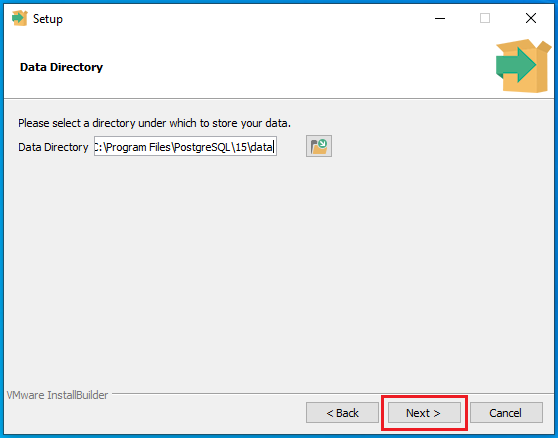 Setup
Data Directory
Please select a directory under which to store your data.
Data Directory C:\Program Files\PostgreSQL\15\data
VMware InstallBuilder
< Back Next > Cancel